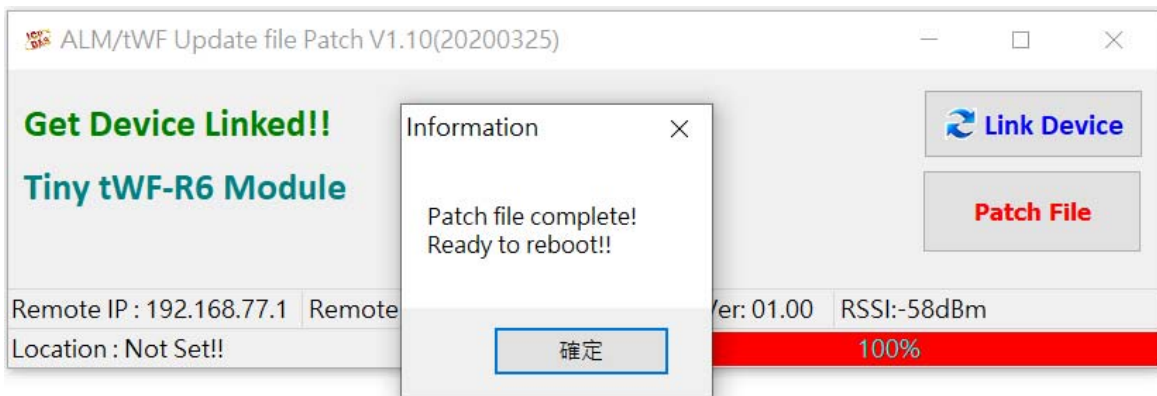 ICP DAS ALM/tWF Update file Patch V1.10(20200325)
Get Device Linked!!
Tiny tWF-R6 Module
Information
Patch file complete!
Ready to reboot!!
確定
Link Device
Patch File
Remote IP : 192.168.77.1 Remote
Ver: 01.00 RSSI:-58dBm
Location : Not Set!!
100%